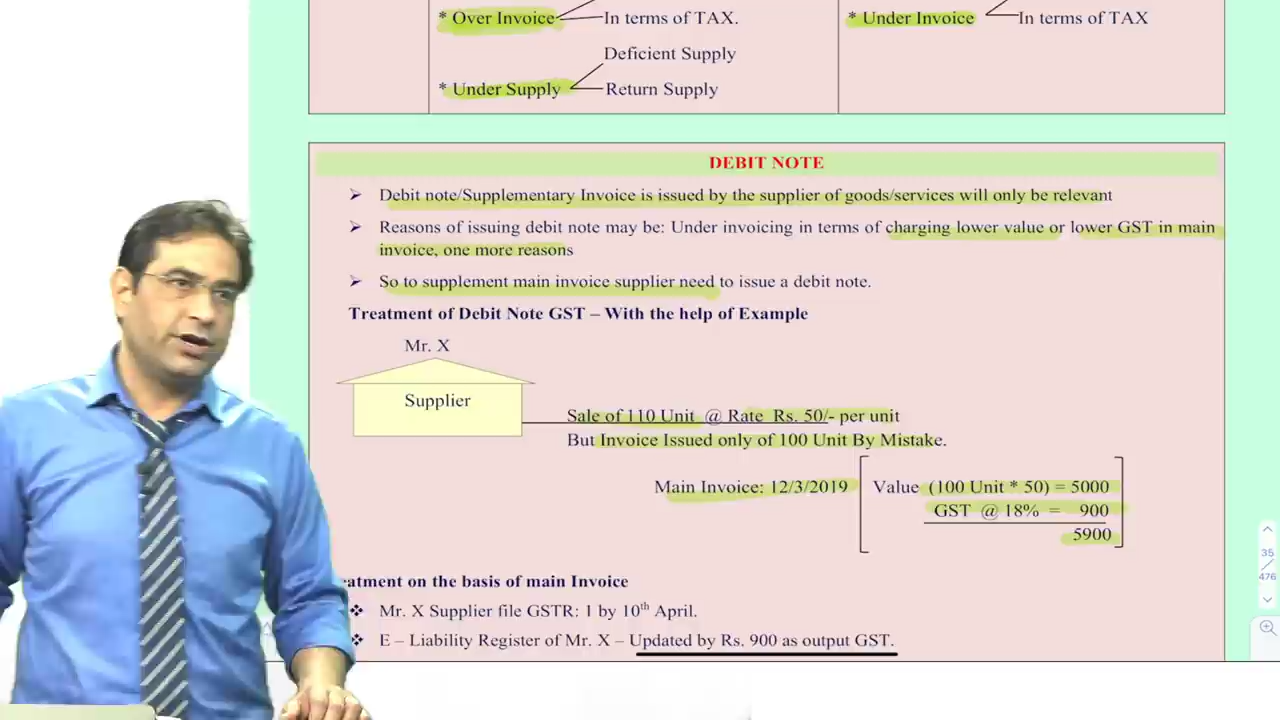 * Over Invoice
In terms of TAX.
* Under Invoice
In terms of TAX
Deficient Supply
* Under Supply
Return Supply
DEBIT NOTE
➢ Debit note/Supplementary Invoice is issued by the supplier of goods/services will only be relevant
➢ Reasons of issuing debit note may be: Under invoicing in terms of charging lower value or lower GST in main
invoice, one more reasons
➢ So to supplement main invoice supplier need to issue a debit note.
Treatment of Debit Note GST – With the help of Example
Mr. X
Supplier
Sale of 110 Unit @ Rate Rs. 50/- per unit
But Invoice Issued only of 100 Unit By Mistake.
Main Invoice: 12/3/2019
Value (100 Unit * 50) = 5000
GST @ 18% = 900
5900
eatment on the basis of main Invoice
❖ Mr. X Supplier file GSTR: 1 by 10th April.
❖ E – Liability Register of Mr. X – Updated by Rs. 900 as output GST.
35
/
476